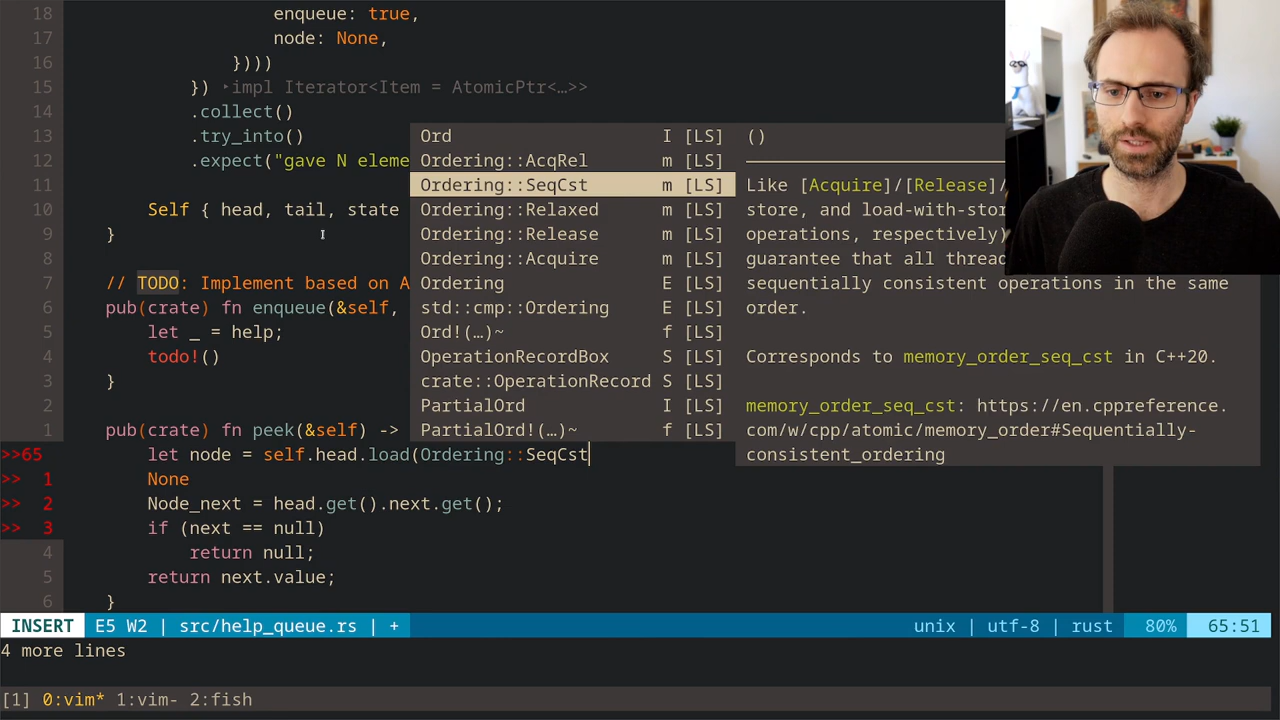 18 enqueue: true,
17 node: None,
16 }))))
15 }) ‣impl Iterator<Item = AtomicPtr<…>>
14 .collect()
13 .try_into()
12 .expect("gave N eleme
11
10 Self { head, tail, state
9 }
8
7 // TODO: Implement based on A
6 pub(crate) fn enqueue(&self,
5 let _ = help;
4 todo!()
3 }
2
1 pub(crate) fn peek(&self) ->
>>65 let node = self.head.load(Ordering::SeqCst
>> 1 None
>> 2 Node_next = head.get().next.get();
>> 3 if (next == null)
4 return null;
5 return next.value;
6 }
Ord I [LS]
Ordering::AcqRel m [LS]
Ordering::SeqCst m [LS]
Ordering::Relaxed m [LS]
Ordering::Release m [LS]
Ordering::Acquire m [LS]
Ordering E [LS]
std::cmp::Ordering E [LS]
Ord!(…)~ f [LS]
OperationRecordBox S [LS]
crate::OperationRecord S [LS]
PartialOrd I [LS]
PartialOrd!(…)~ f [LS]
()
Like [Acquire]/[Release]/
store, and load-with-stor
operations, respectively)
guarantee that all thread
sequentially consistent operations in the same
order.
Corresponds to memory_order_seq_cst in C++20.
memory_order_seq_cst: https://en.cppreference.
com/w/cpp/atomic/memory_order#Sequentially-
consistent_ordering
INSERT E5 W2 | src/help_queue.rs | + unix | utf-8 | rust 80% 65:51
4 more lines
[1] 0:vim* 1:vim- 2:fish